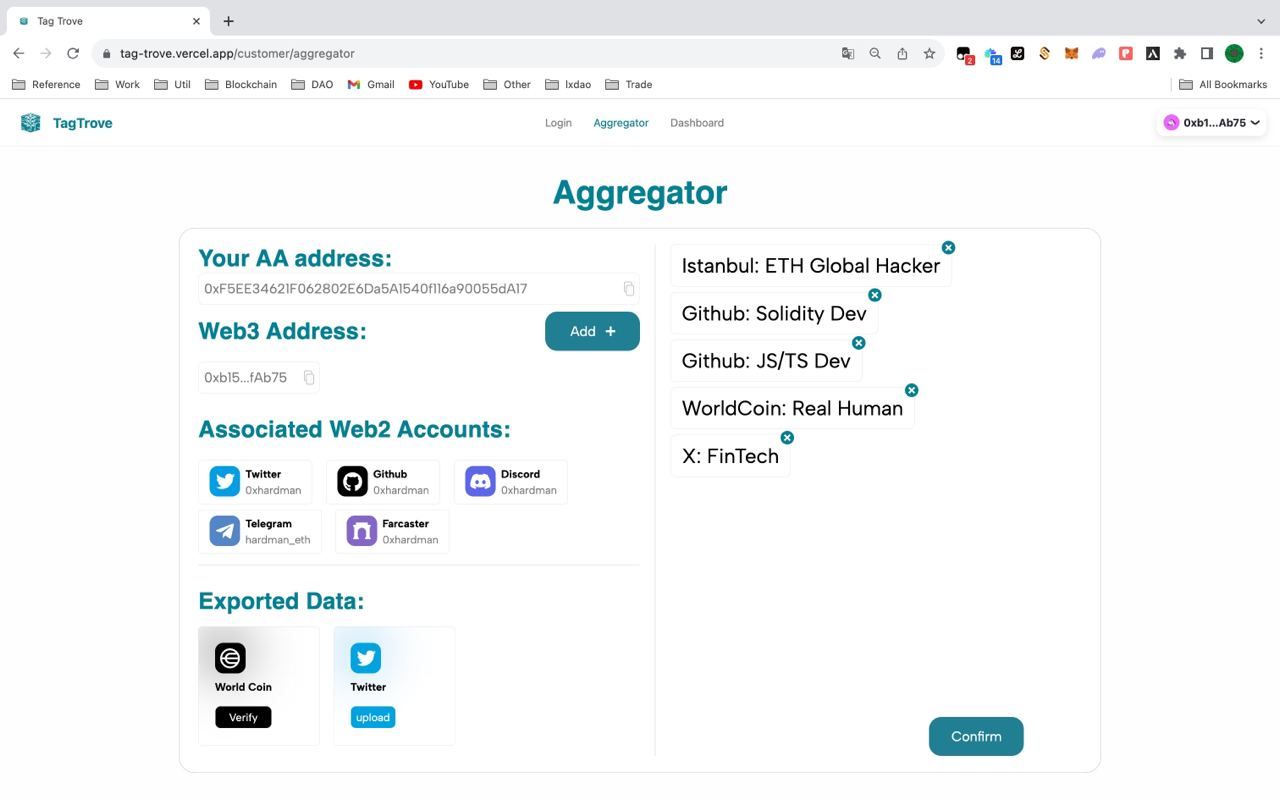 Tag Trove
tag-trove.vercel.app/customer/aggregator
2
14
Reference Work Util Blockchain DAO Gmail YouTube Other Ixdao Trade All Bookmarks
TagTrove Login Aggregator Dashboard 0xb1...Ab75
Aggregator
Your AA address:
0xF5EE34621F062802E6Da5A1540f116a90055dA17
Web3 Address:
Add +
0xb15...fAb75
Associated Web2 Accounts:
Twitter
0xhardman
Github
0xhardman
Discord
0xhardman
Telegram
hardman_eth
Farcaster
0xhardman
Exported Data:
World Coin
Verify
Twitter
upload
Istanbul: ETH Global Hacker
Github: Solidity Dev
Github: JS/TS Dev
WorldCoin: Real Human
X: FinTech
Confirm